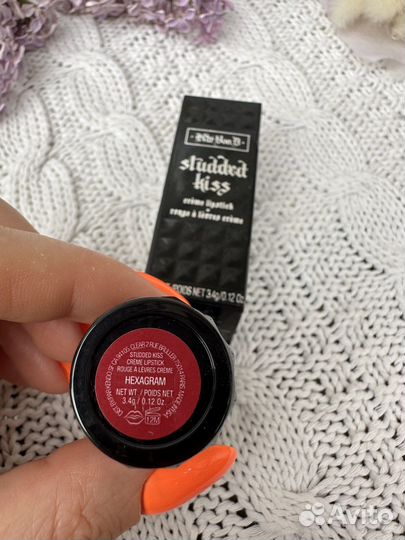 Kat Von D
studded
kiss
crème lipstick
rouge à lèvres crème
/POIDS NET 3.4g/0.12 Oz.
STUDDED KISS
CRÈME LIPSTICK
ROUGE À LÈVRES CRÈME
HEXAGRAM
NET WT. / POIDS NET
3.4g / 0.12 Oz.
12M
Avito